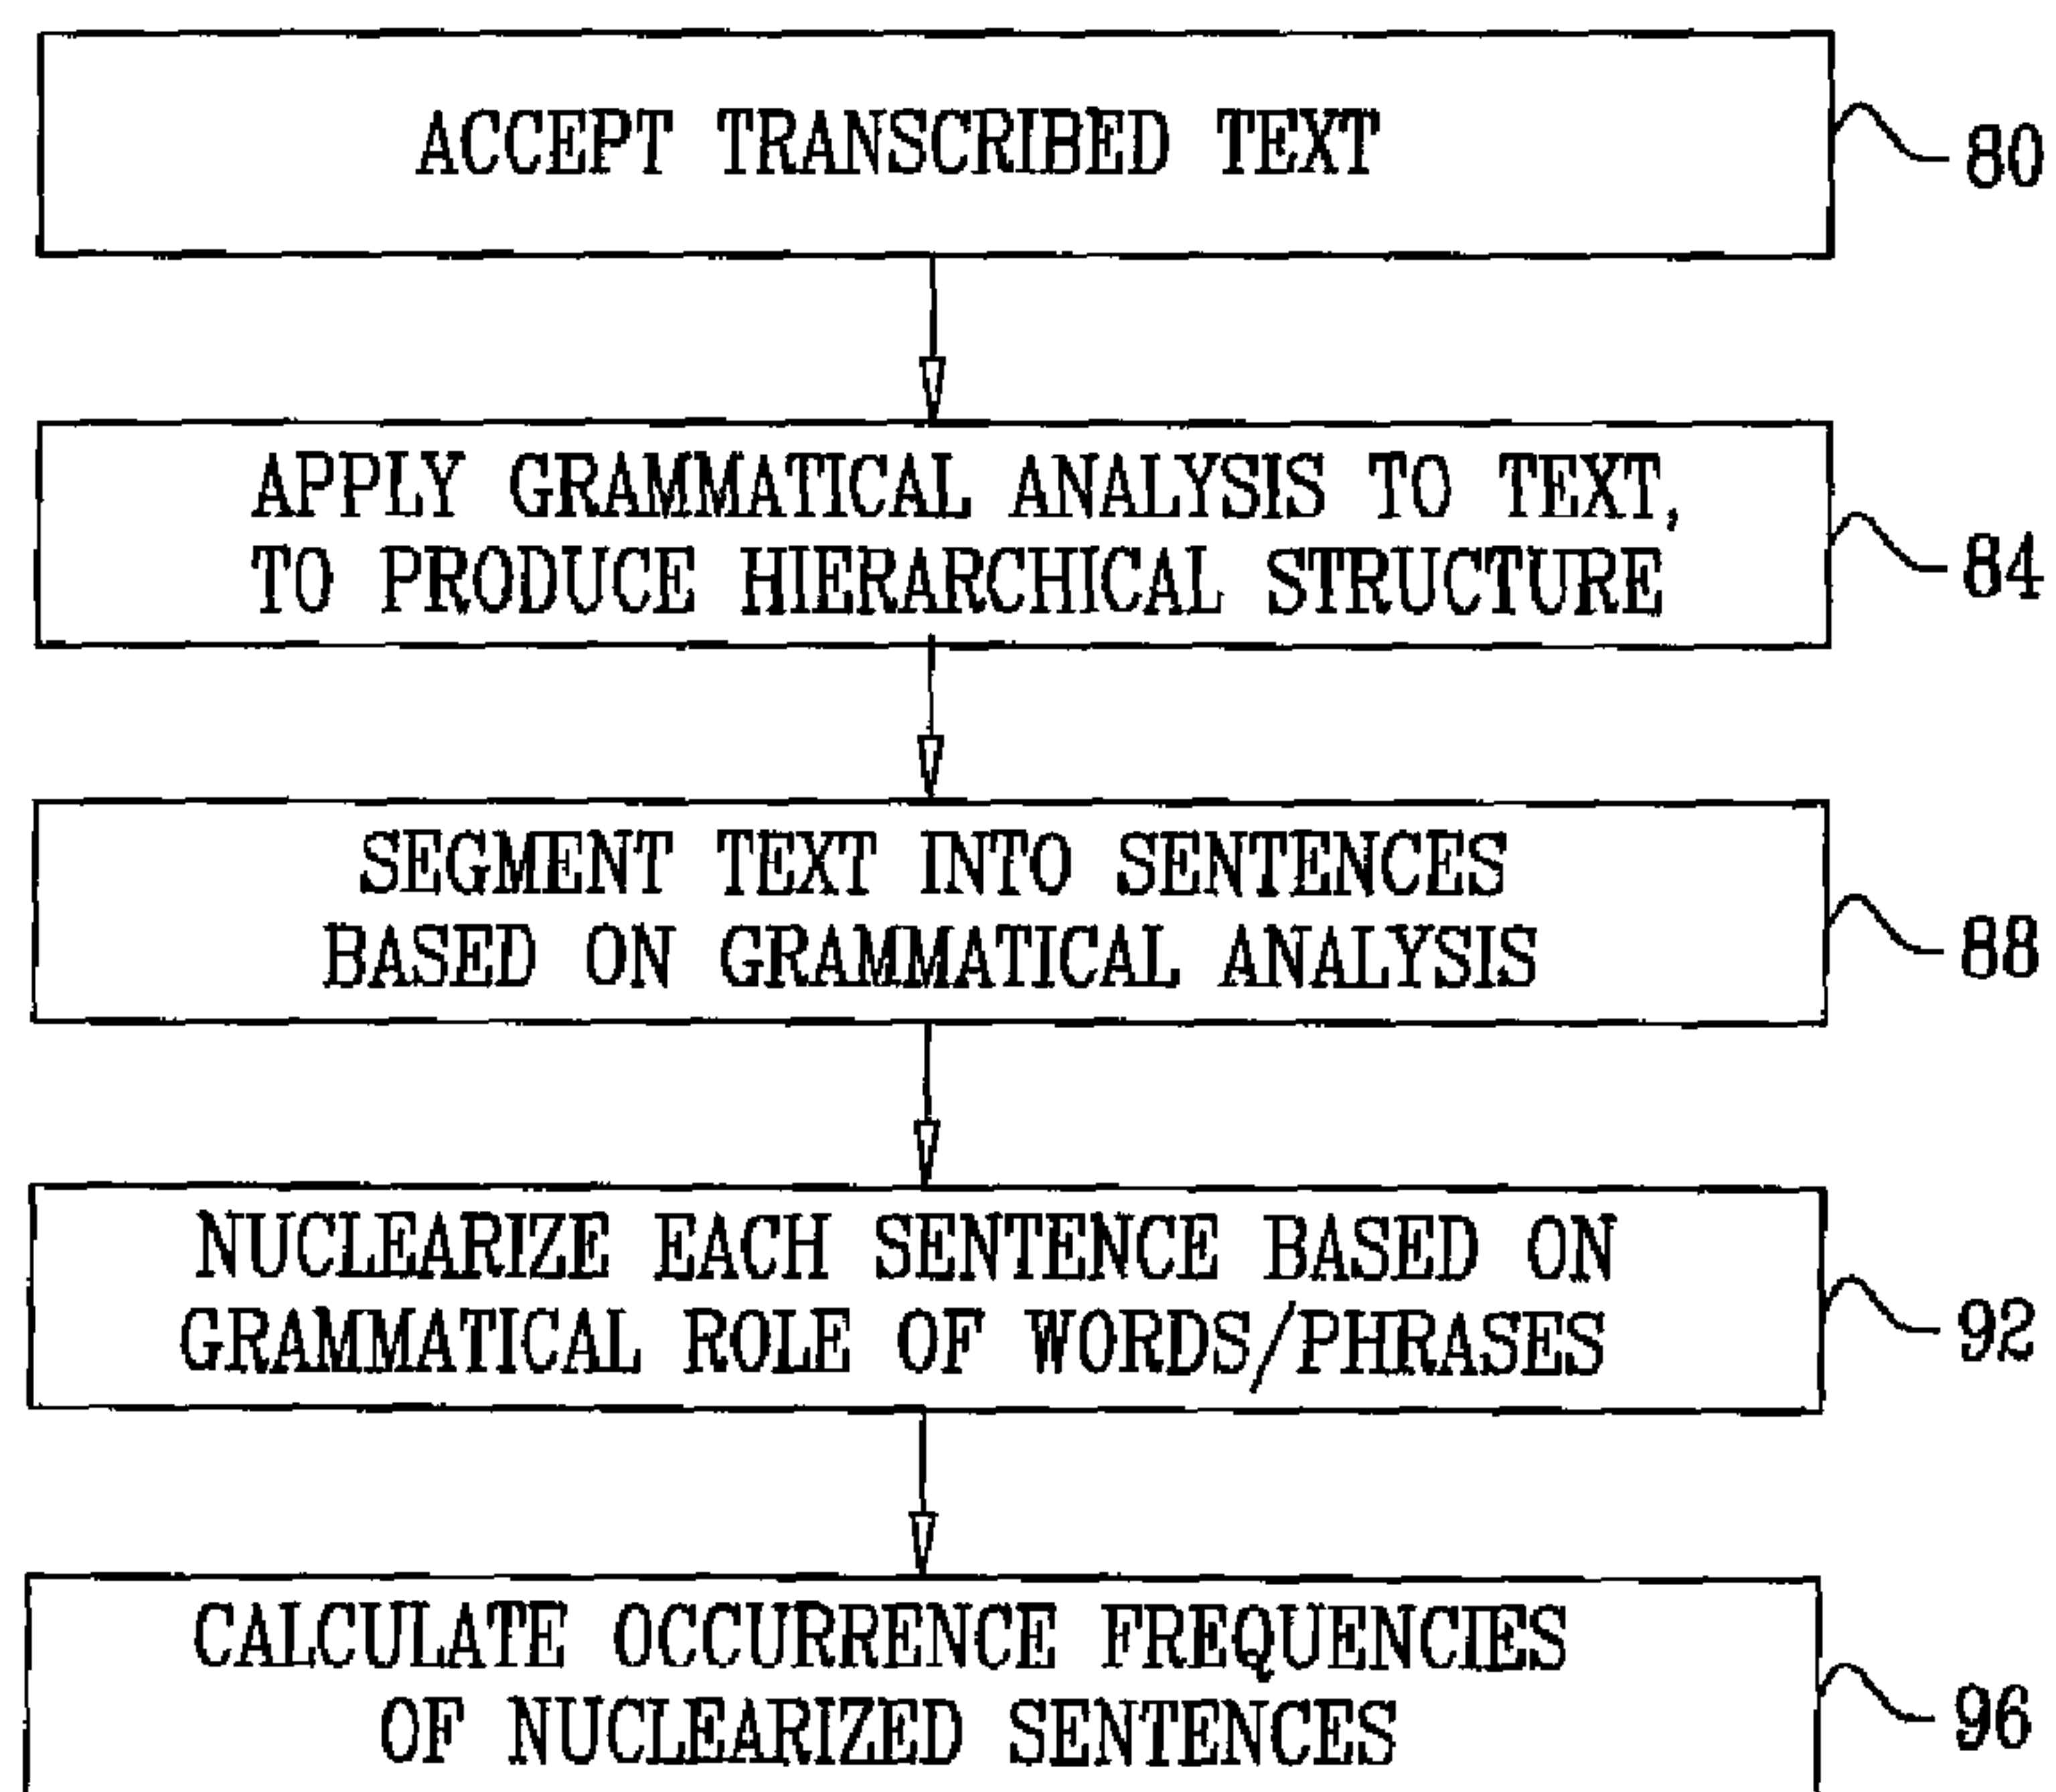 ACCEPT TRANSCRIBED TEXT
80
APPLY GRAMMATICAL ANALYSIS TO TEXT,
TO PRODUCE HIERARCHICAL STRUCTURE
84
SEGMENT TEXT INTO SENTENCES
BASED ON GRAMMATICAL ANALYSIS
88
NUCLEARIZE EACH SENTENCE BASED ON
GRAMMATICAL ROLE OF WORDS/PHRASES
92
CALCULATE OCCURRENCE FREQUENCIES
OF NUCLEARIZED SENTENCES
96